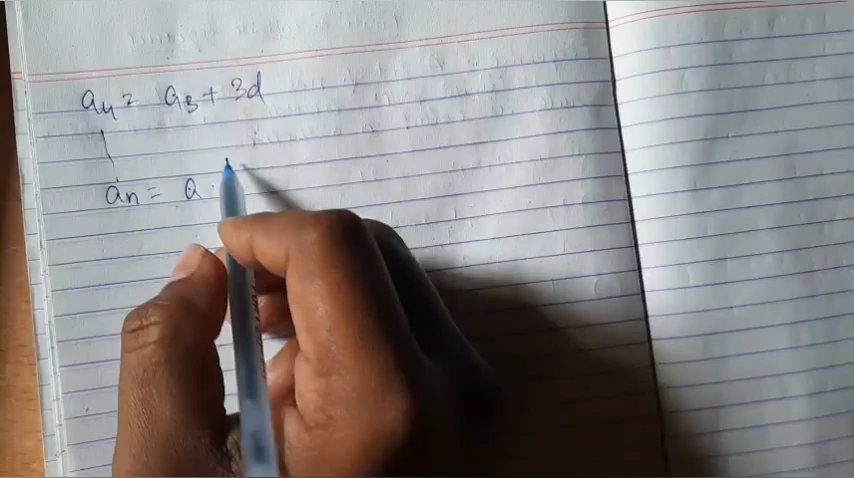 a4 = a3 + 3d
an = a